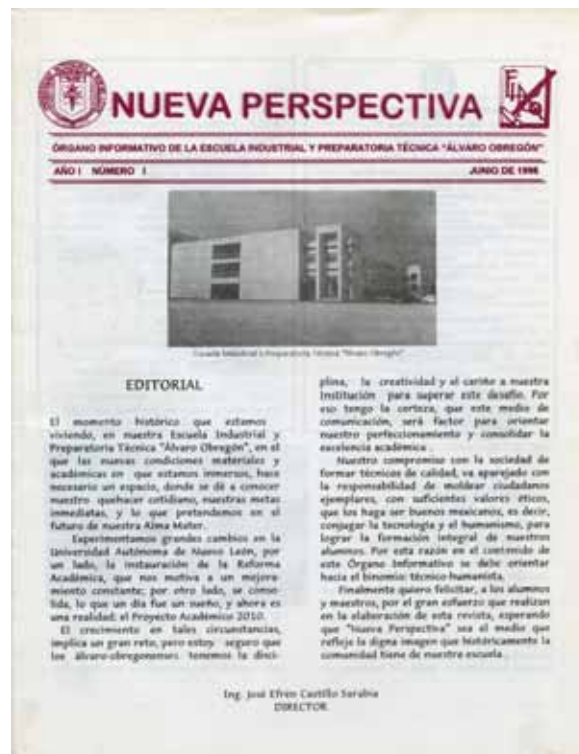 NUEVA PERSPECTIVA
ÓRGANO INFORMATIVO DE LA ESCUELA INDUSTRIAL Y PREPARATORIA TÉCNICA "ÁLVARO OBREGÓN"
AÑO I NÚMERO I JUNIO DE 1998
Escuela Industrial y Preparatoria Técnica "Álvaro Obregón"
EDITORIAL
El momento histórico que estamos
viviendo, en nuestra Escuela Industrial y
Preparatoria Técnica "Álvaro Obregón", en el
que las nuevas condiciones materiales y
académicas en que estamos inmersos, hace
necesario un espacio, donde se dé a conocer
nuestro quehacer cotidiano, nuestras metas
inmediatas, y lo que pretendemos en el
futuro de nuestra Alma Mater.
Experimentamos grandes cambios en la
Universidad Autónoma de Nuevo León, por
un lado, la instauración de la Reforma
Académica, que nos motiva a un mejora-
miento constante; por otro lado, se conso-
lida, lo que un día fue un sueño, y ahora es
una realidad: el Proyecto Académico 2010.
El crecimiento en tales circunstancias,
implica un gran reto, pero estoy seguro que
los álvaro-obregonenses tenemos la disci-
plina, la creatividad y el cariño a nuestra
Institución para superar este desafío. Por
eso tengo la certeza, que este medio de
comunicación, será factor para orientar
nuestro perfeccionamiento y consolidar la
excelencia académica.
Nuestro compromiso con la sociedad de
formar técnicos de calidad, va aparejado con
la responsabilidad de moldear ciudadanos
ejemplares, con suficientes valores éticos,
que los haga ser buenos mexicanos, es decir,
conjugar la tecnología y el humanismo, para
lograr la formación integral de nuestros
alumnos. Por esta razón en el contenido de
este Órgano Informativo se debe orientar
hacia el binomio: técnico-humanista.
Finalmente quiero felicitar, a los alumnos
y maestros, por el gran esfuerzo que realizan
en la elaboración de esta revista, esperando
que "Nueva Perspectiva" sea el medio que
refleje la digna imagen que históricamente la
comunidad tiene de nuestra escuela.
Ing. José Efrén Castillo Sarabia
DIRECTOR